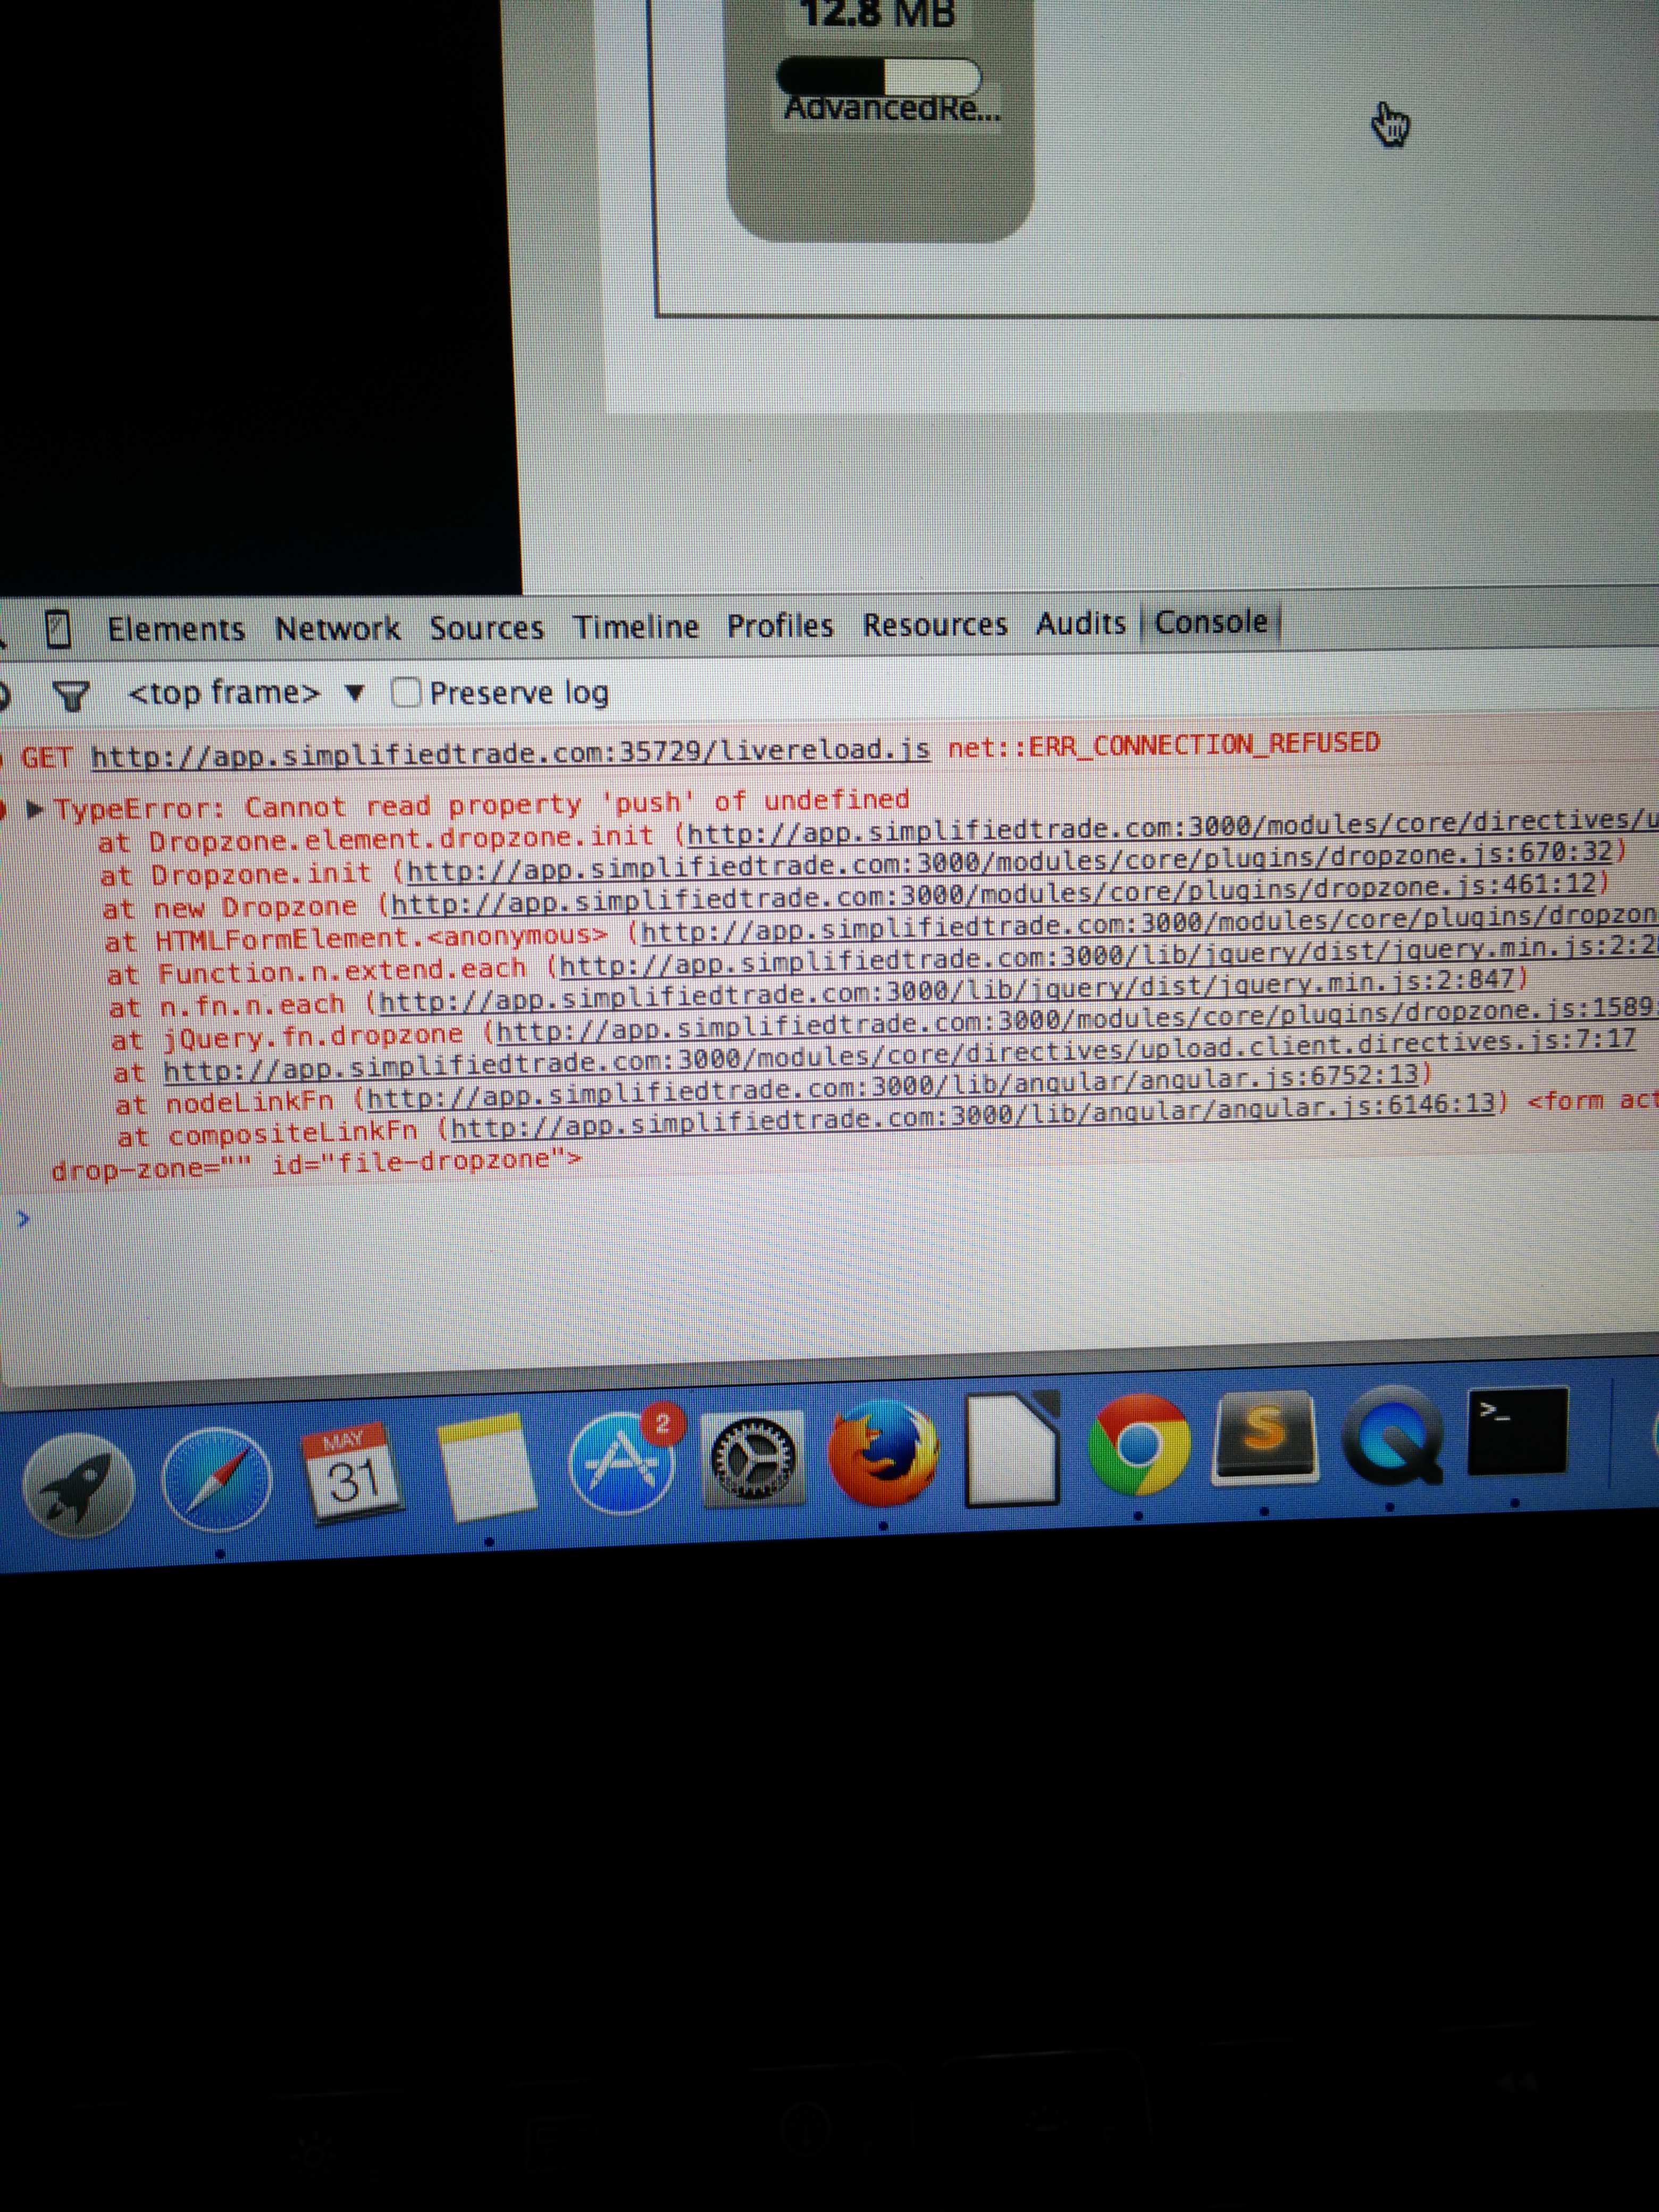 12.8 MB
AdvancedRe...
Elements Network Sources Timeline Profiles Resources Audits Console
<top frame> ▼ Preserve log
GET http://app.simplifiedtrade.com:35729/livereload.js net::ERR_CONNECTION_REFUSED
▶ TypeError: Cannot read property 'push' of undefined
at Dropzone.element.dropzone.init (http://app.simplifiedtrade.com:3000/modules/core/directives/u
at Dropzone.init (http://app.simplifiedtrade.com:3000/modules/core/plugins/dropzone.js:670:32)
at new Dropzone (http://app.simplifiedtrade.com:3000/modules/core/plugins/dropzone.js:461:12)
at HTMLFormElement.<anonymous> (http://app.simplifiedtrade.com:3000/modules/core/plugins/dropzon
at Function.n.extend.each (http://app.simplifiedtrade.com:3000/lib/jquery/dist/jquery.min.js:2:2
at n.fn.n.each (http://app.simplifiedtrade.com:3000/lib/jquery/dist/jquery.min.js:2:847)
at jQuery.fn.dropzone (http://app.simplifiedtrade.com:3000/modules/core/plugins/dropzone.js:1589:
at http://app.simplifiedtrade.com:3000/modules/core/directives/upload.client.directives.js:7:17
at nodeLinkFn (http://app.simplifiedtrade.com:3000/lib/angular/angular.js:6752:13)
at compositeLinkFn (http://app.simplifiedtrade.com:3000/lib/angular/angular.js:6146:13) <form act
drop-zone="" id="file-dropzone">
>
MAY
31
2
S
>_